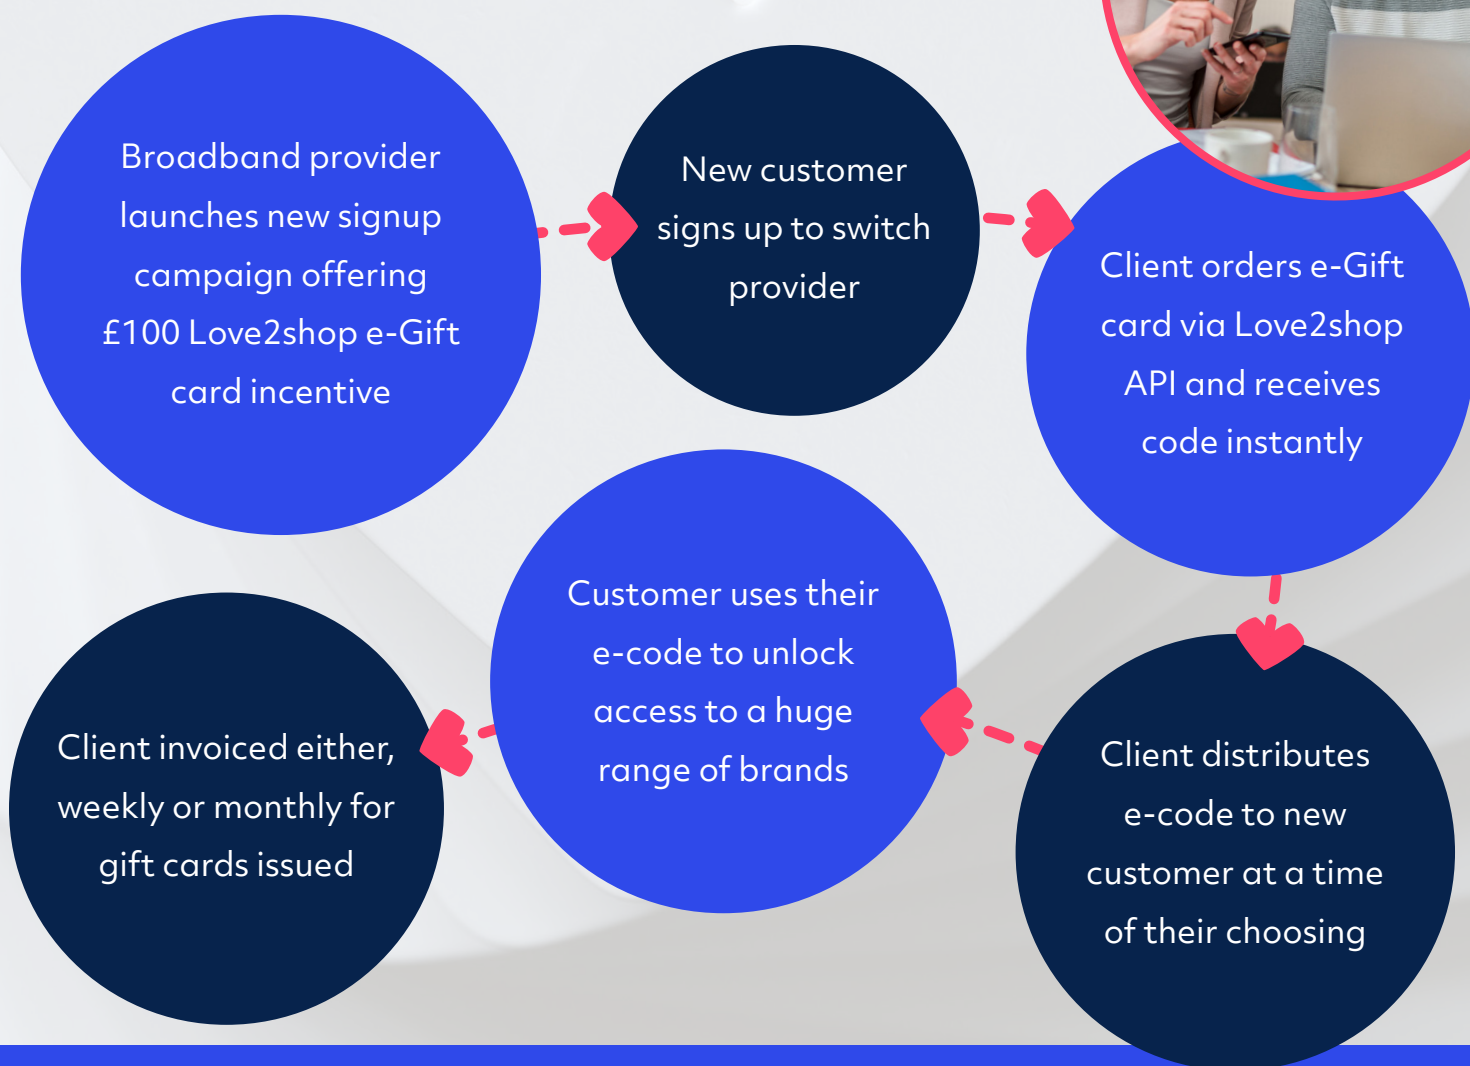 Broadband provider
launches new signup
campaign offering
£100 Love2shop e-Gift
card incentive
New customer
signs up to switch
provider
Client orders e-Gift
card via Love2shop
API and receives
code instantly
Client distributes
e-code to new
customer at a time
of their choosing
Customer uses their
e-code to unlock
access to a huge
range of brands
Client invoiced either,
weekly or monthly for
gift cards issued